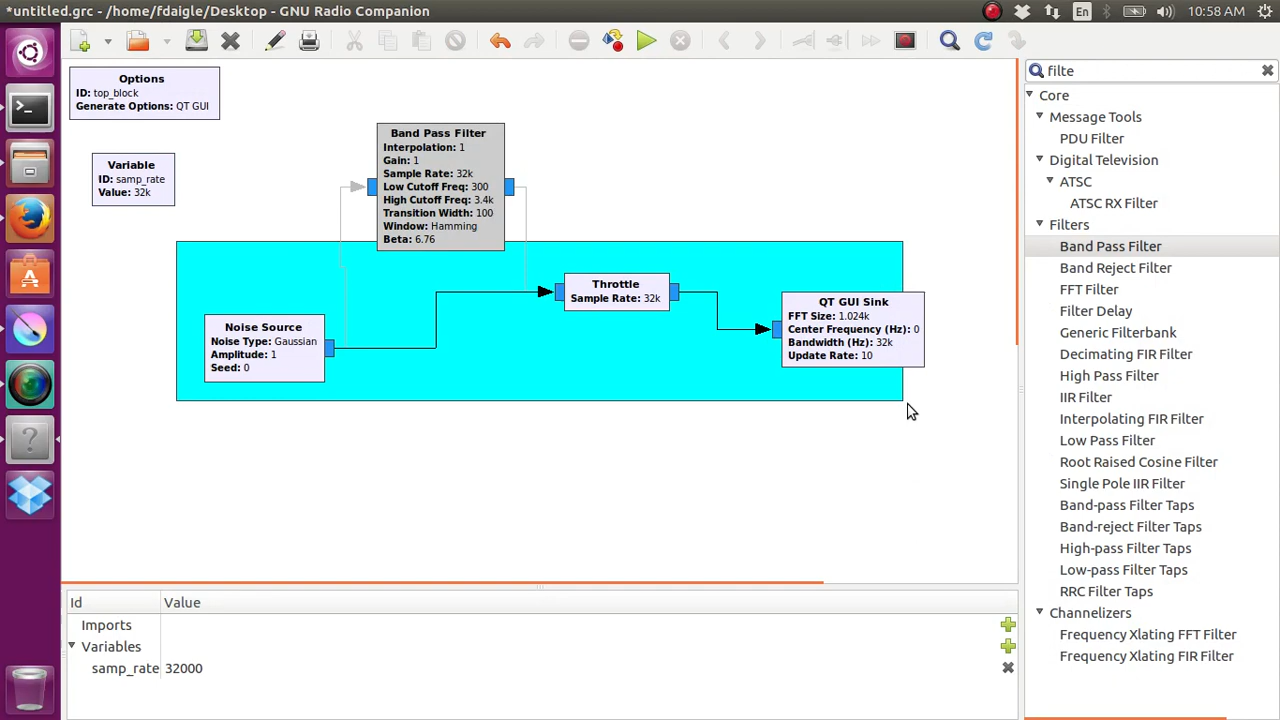 *untitled.grc - /home/fdaigle/Desktop - GNU Radio Companion
En
10:58 AM
Options
ID: top_block
Generate Options: QT GUI
Variable
ID: samp_rate
Value: 32k
Band Pass Filter
Interpolation: 1
Gain: 1
Sample Rate: 32k
Low Cutoff Freq: 300
High Cutoff Freq: 3.4k
Transition Width: 100
Window: Hamming
Beta: 6.76
Noise Source
Noise Type: Gaussian
Amplitude: 1
Seed: 0
Throttle
Sample Rate: 32k
QT GUI Sink
FFT Size: 1.024k
Center Frequency (Hz): 0
Bandwidth (Hz): 32k
Update Rate: 10
Id Value
Imports
Variables
samp_rate 32000
filte
Core
Message Tools
PDU Filter
Digital Television
ATSC
ATSC RX Filter
Filters
Band Pass Filter
Band Reject Filter
FFT Filter
Filter Delay
Generic Filterbank
Decimating FIR Filter
High Pass Filter
IIR Filter
Interpolating FIR Filter
Low Pass Filter
Root Raised Cosine Filter
Single Pole IIR Filter
Band-pass Filter Taps
Band-reject Filter Taps
High-pass Filter Taps
Low-pass Filter Taps
RRC Filter Taps
Channelizers
Frequency Xlating FFT Filter
Frequency Xlating FIR Filter